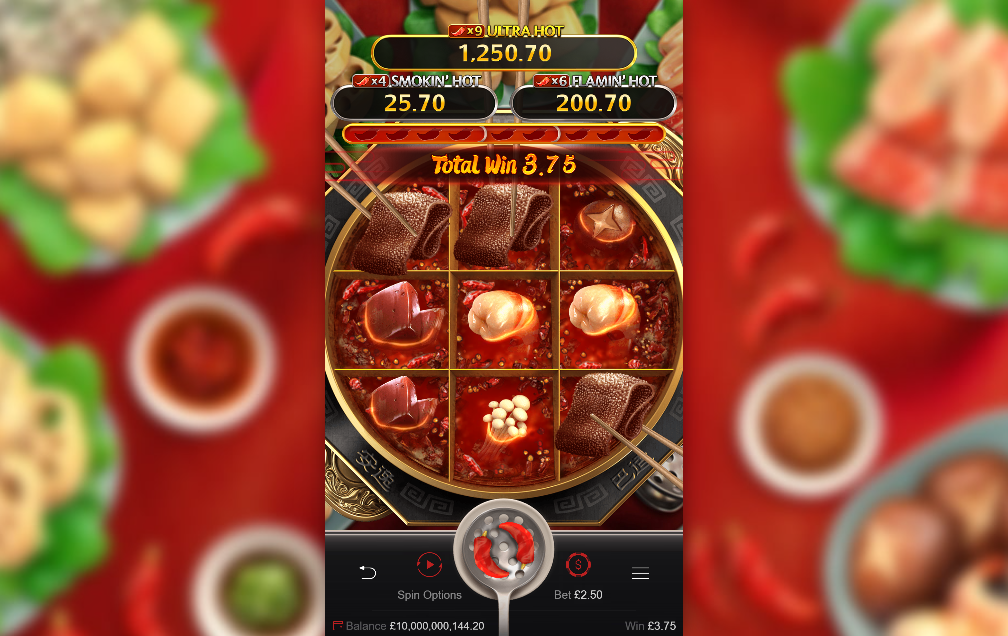 x9 ULTRA HOT
1,250.70
x4 SMOKIN' HOT
x6 FLAMIN' HOT
25.70
200.70
Total Win 3.75
Spin Options
Bet £2.50
Balance £10,000,000,144.20
Win £3.75